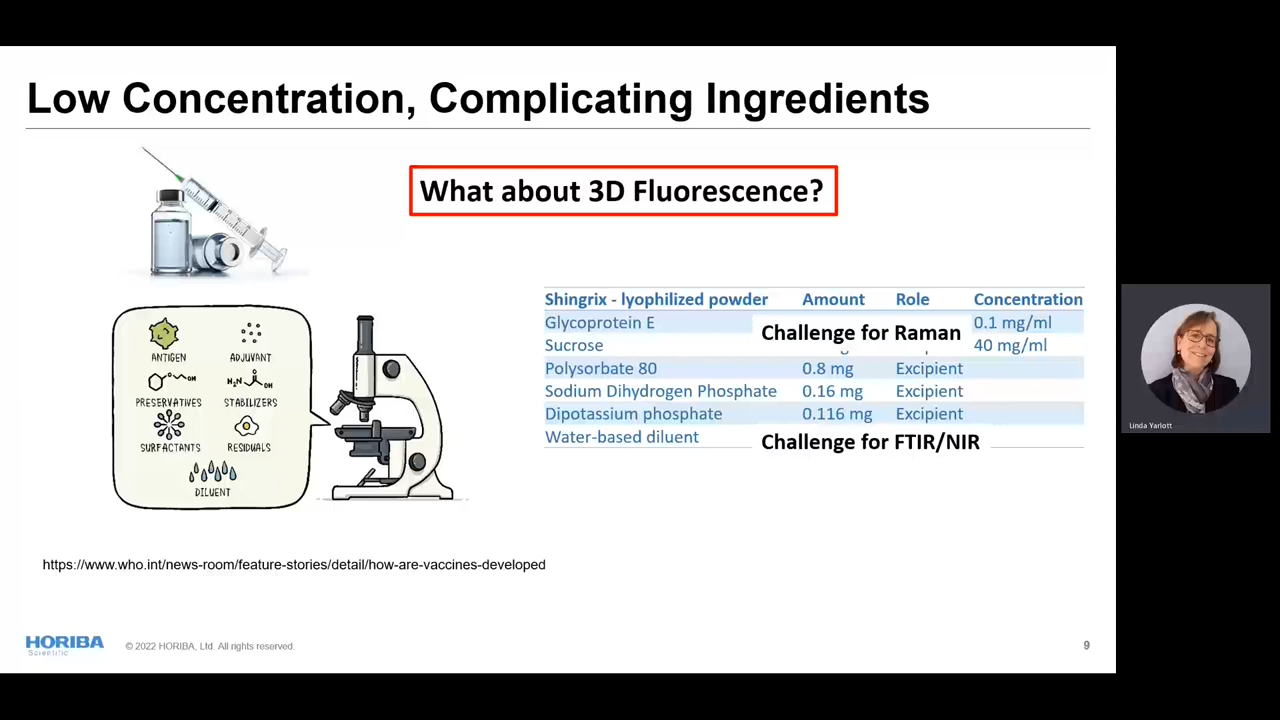 Low Concentration, Complicating Ingredients
What about 3D Fluorescence?
ANTIGEN
ADJUVANT
OH
H₂N
OH
PRESERVATIVES
STABILIZERS
SURFACTANTS
RESIDUALS
DILUENT
Shingrix - lyophilized powder Amount Role Concentration
Glycoprotein E 0.1 mg/ml
Challenge for Raman
Sucrose 40 mg/ml
Polysorbate 80 0.8 mg Excipient
Sodium Dihydrogen Phosphate 0.16 mg Excipient
Dipotassium phosphate 0.116 mg Excipient
Water-based diluent
Challenge for FTIR/NIR
Linda Yarlott
https://www.who.int/news-room/feature-stories/detail/how-are-vaccines-developed
HORIBA
Scientific
© 2022 HORIBA, Ltd. All rights reserved.
9